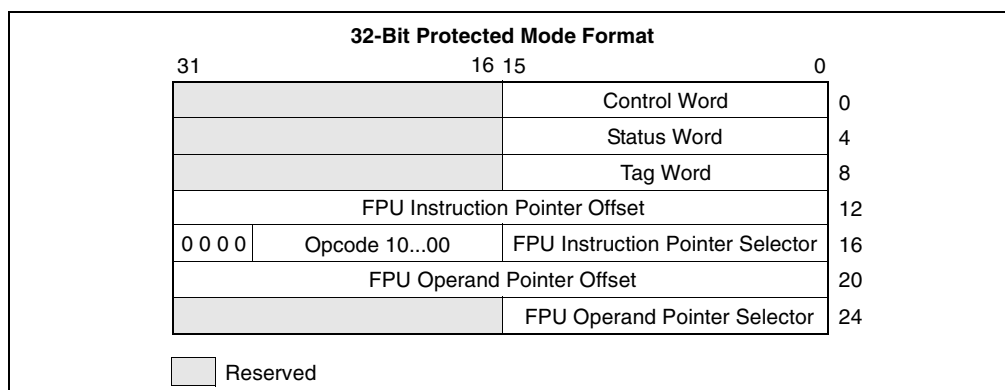 32-Bit Protected Mode Format
31 16 15 0
Control Word 0
Status Word 4
Tag Word 8
FPU Instruction Pointer Offset 12
0 0 0 0 Opcode 10...00 FPU Instruction Pointer Selector 16
FPU Operand Pointer Offset 20
FPU Operand Pointer Selector 24
Reserved